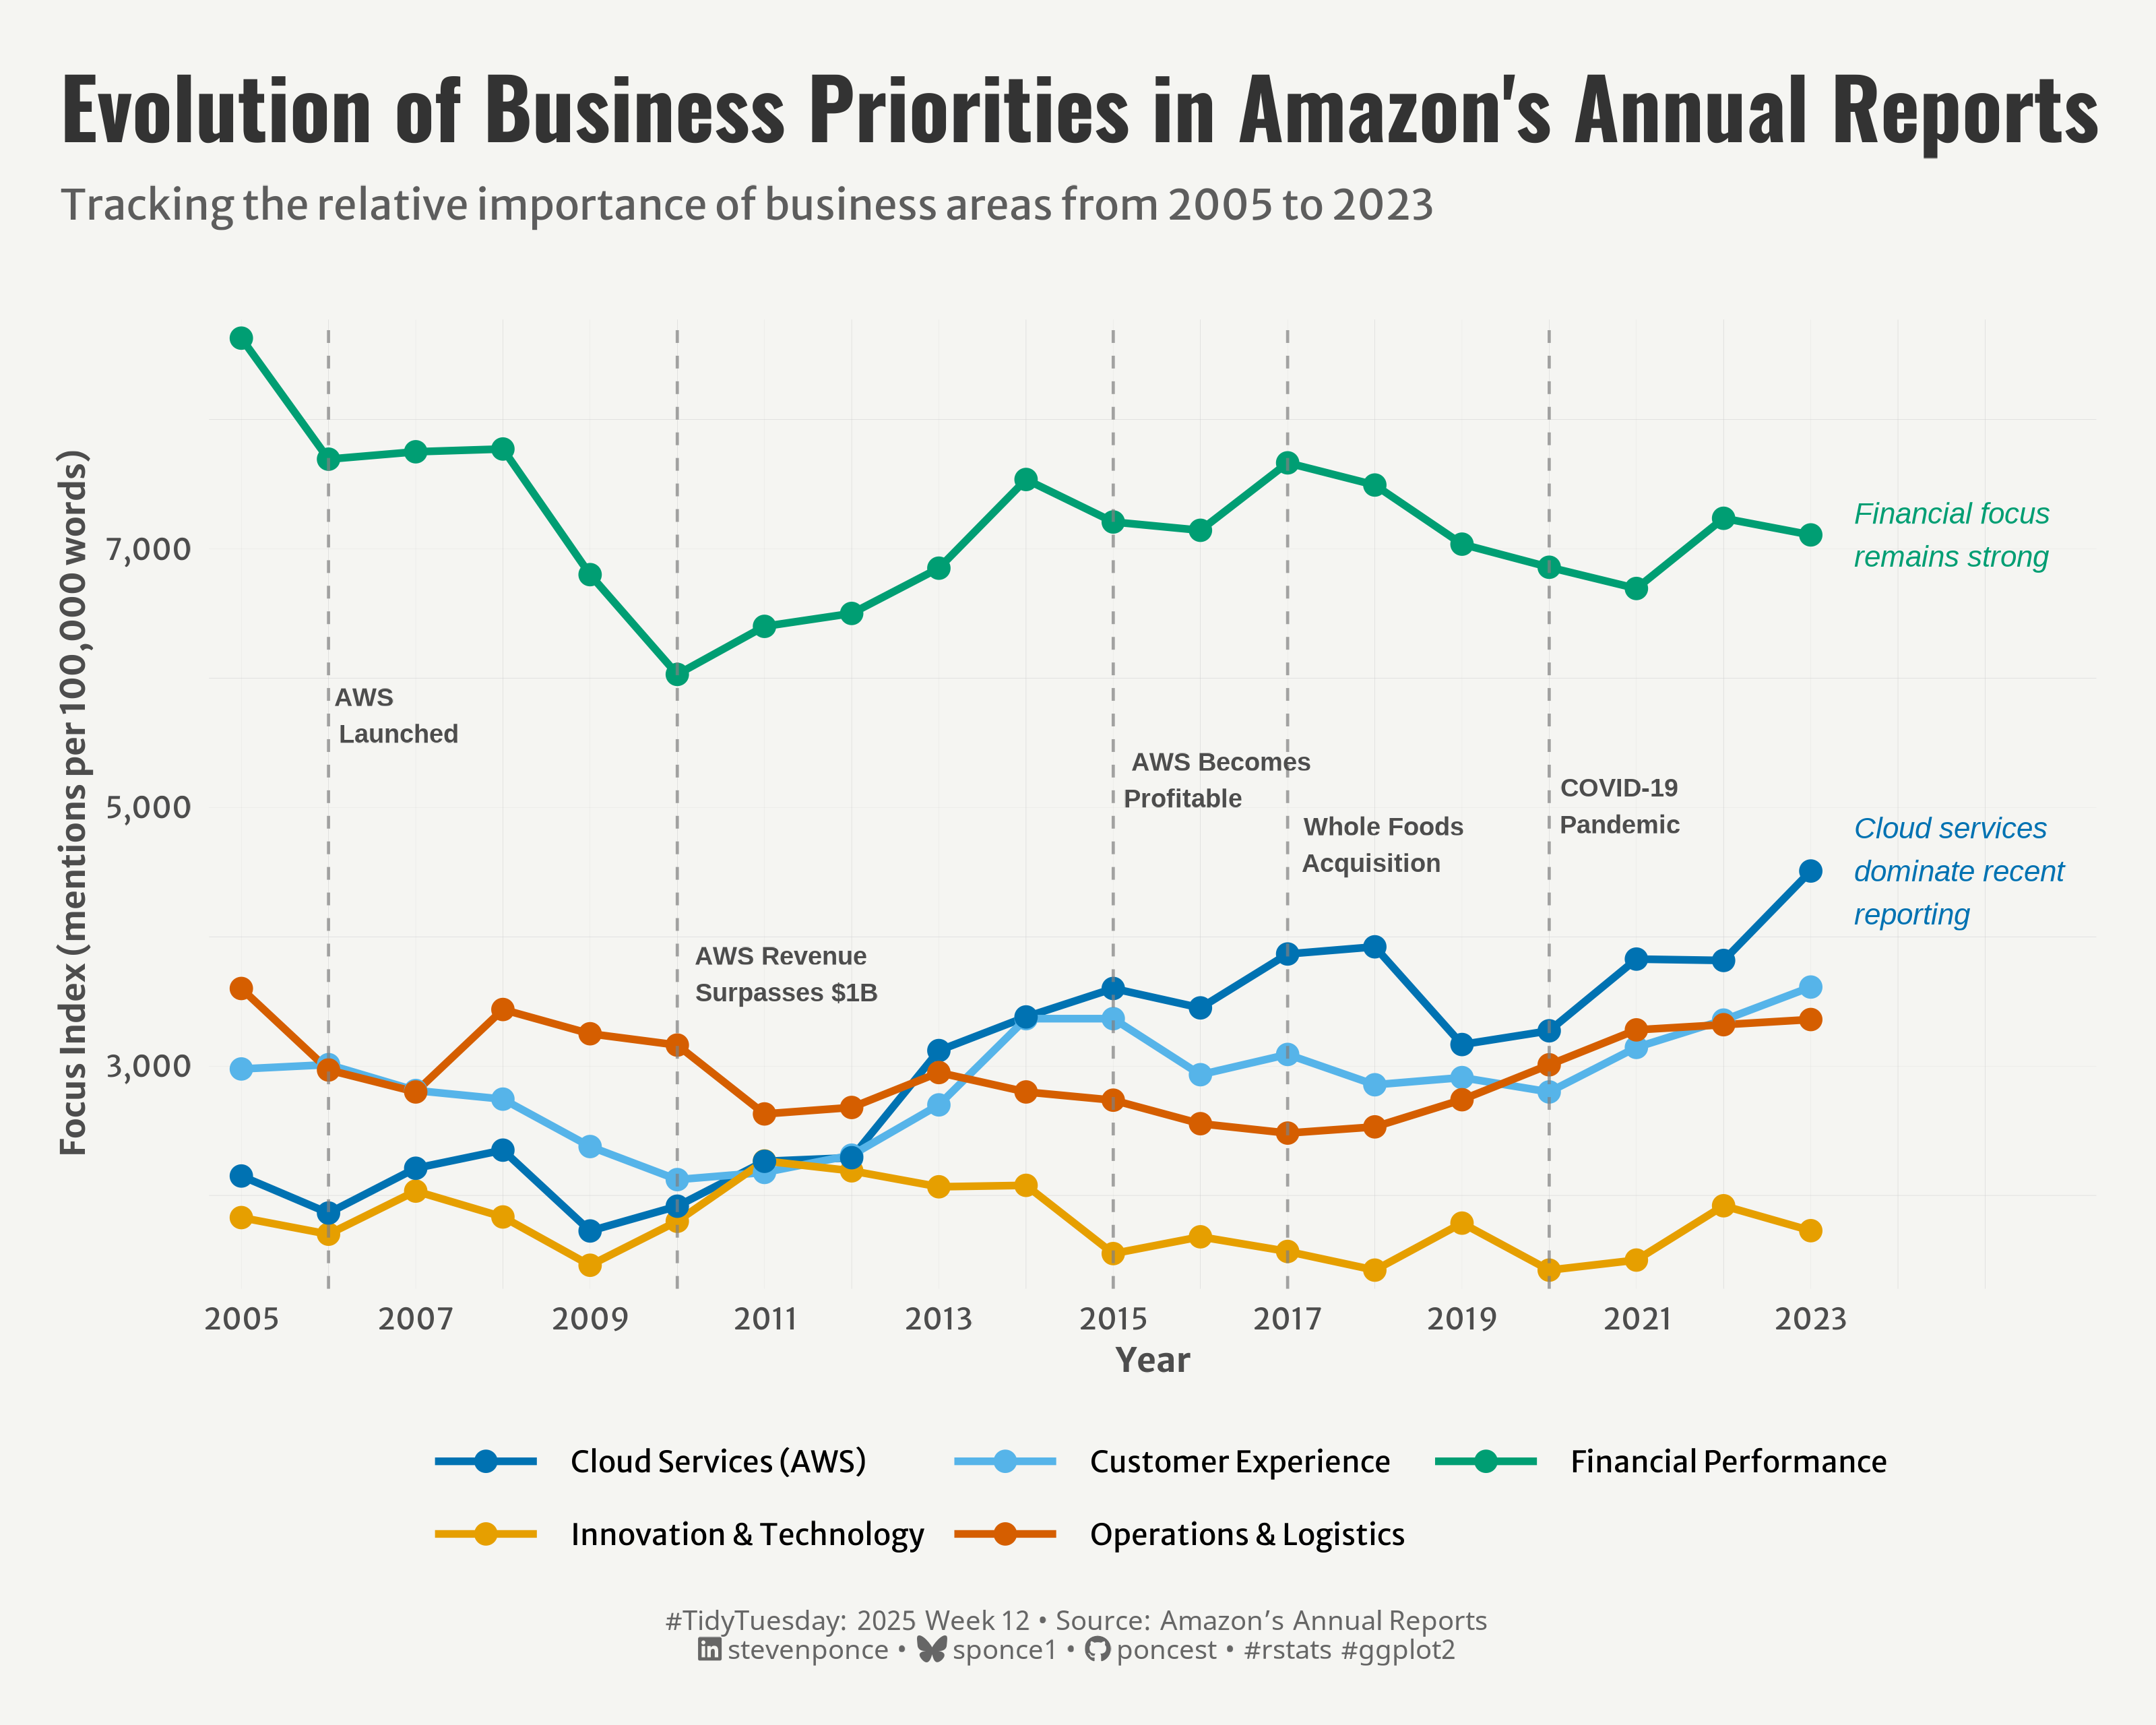 Evolution of Business Priorities in Amazon's Annual Reports
Tracking the relative importance of business areas from 2005 to 2023
Focus Index (mentions per 100,000 words)
7,000
5,000
3,000
AWS
Launched
AWS Revenue
Surpasses $1B
AWS Becomes
Profitable
Whole Foods
Acquisition
COVID-19
Pandemic
Financial focus
remains strong
Cloud services
dominate recent
reporting
2005 2007 2009 2011 2013 2015 2017 2019 2021 2023
Year
Cloud Services (AWS) Customer Experience Financial Performance
Innovation & Technology Operations & Logistics
#TidyTuesday: 2025 Week 12 • Source: Amazon’s Annual Reports
in stevenponce • sponce1 • poncest • #rstats #ggplot2